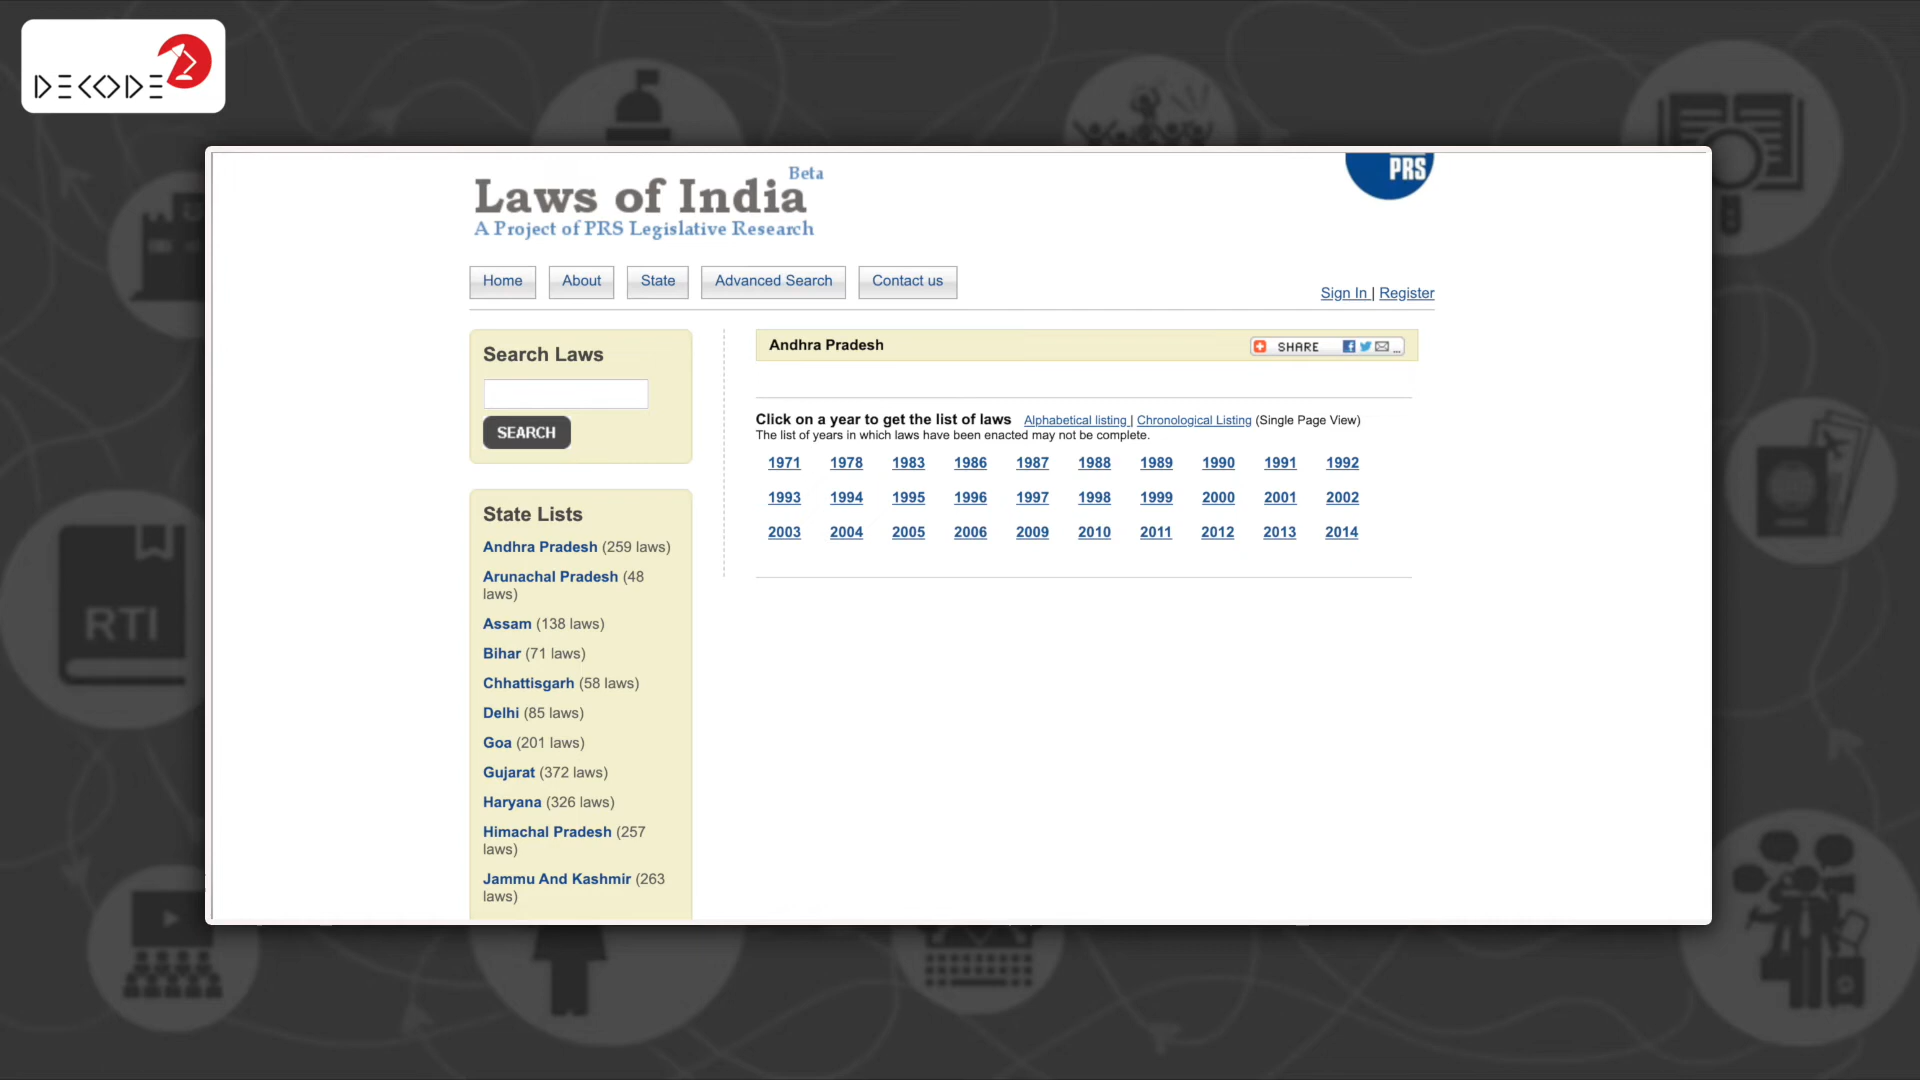 DECODE
PRS
Beta
Laws of India
A Project of PRS Legislative Research
Home About State Advanced Search Contact us
Sign In | Register
Search Laws
SEARCH
State Lists
Andhra Pradesh (259 laws)
Arunachal Pradesh (48
laws)
Assam (138 laws)
Bihar (71 laws)
Chhattisgarh (58 laws)
Delhi (85 laws)
Goa (201 laws)
Gujarat (372 laws)
Haryana (326 laws)
Himachal Pradesh (257
laws)
Jammu And Kashmir (263
laws)
Andhra Pradesh
SHARE ...
Click on a year to get the list of laws Alphabetical listing | Chronological Listing (Single Page View)
The list of years in which laws have been enacted may not be complete.
1971 1978 1983 1986 1987 1988 1989 1990 1991 1992
1993 1994 1995 1996 1997 1998 1999 2000 2001 2002
2003 2004 2005 2006 2009 2010 2011 2012 2013 2014
RTI